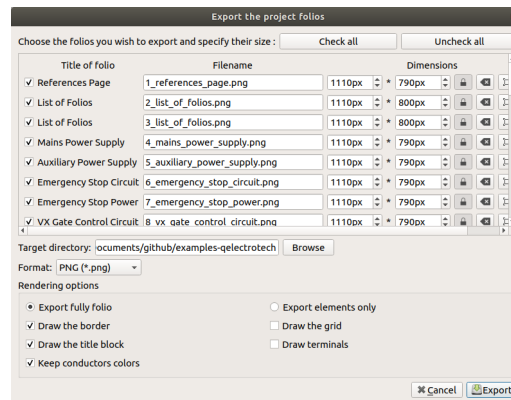 Export the project folios
Choose the folios you wish to export and specify their size : Check all Uncheck all
Title of folio Filename Dimensions
References Page 1_references_page.png 1110px * 790px
List of Folios 2_list_of_folios.png 1110px * 800px
List of Folios 3_list_of_folios.png 1110px * 800px
Mains Power Supply 4_mains_power_supply.png 1110px * 790px
Auxiliary Power Supply 5_auxiliary_power_supply.png 1110px * 790px
Emergency Stop Circuit 6_emergency_stop_circuit.png 1110px * 790px
Emergency Stop Power 7_emergency_stop_power.png 1110px * 790px
VX Gate Control Circuit 8_vx_gate_control_circuit.png 1110px * 790px
Target directory: ocuments/github/examples-qelectrotech Browse
Format: PNG (*.png)
Rendering options
Export fully folio Export elements only
Draw the border Draw the grid
Draw the title block Draw terminals
Keep conductors colors
Cancel Export